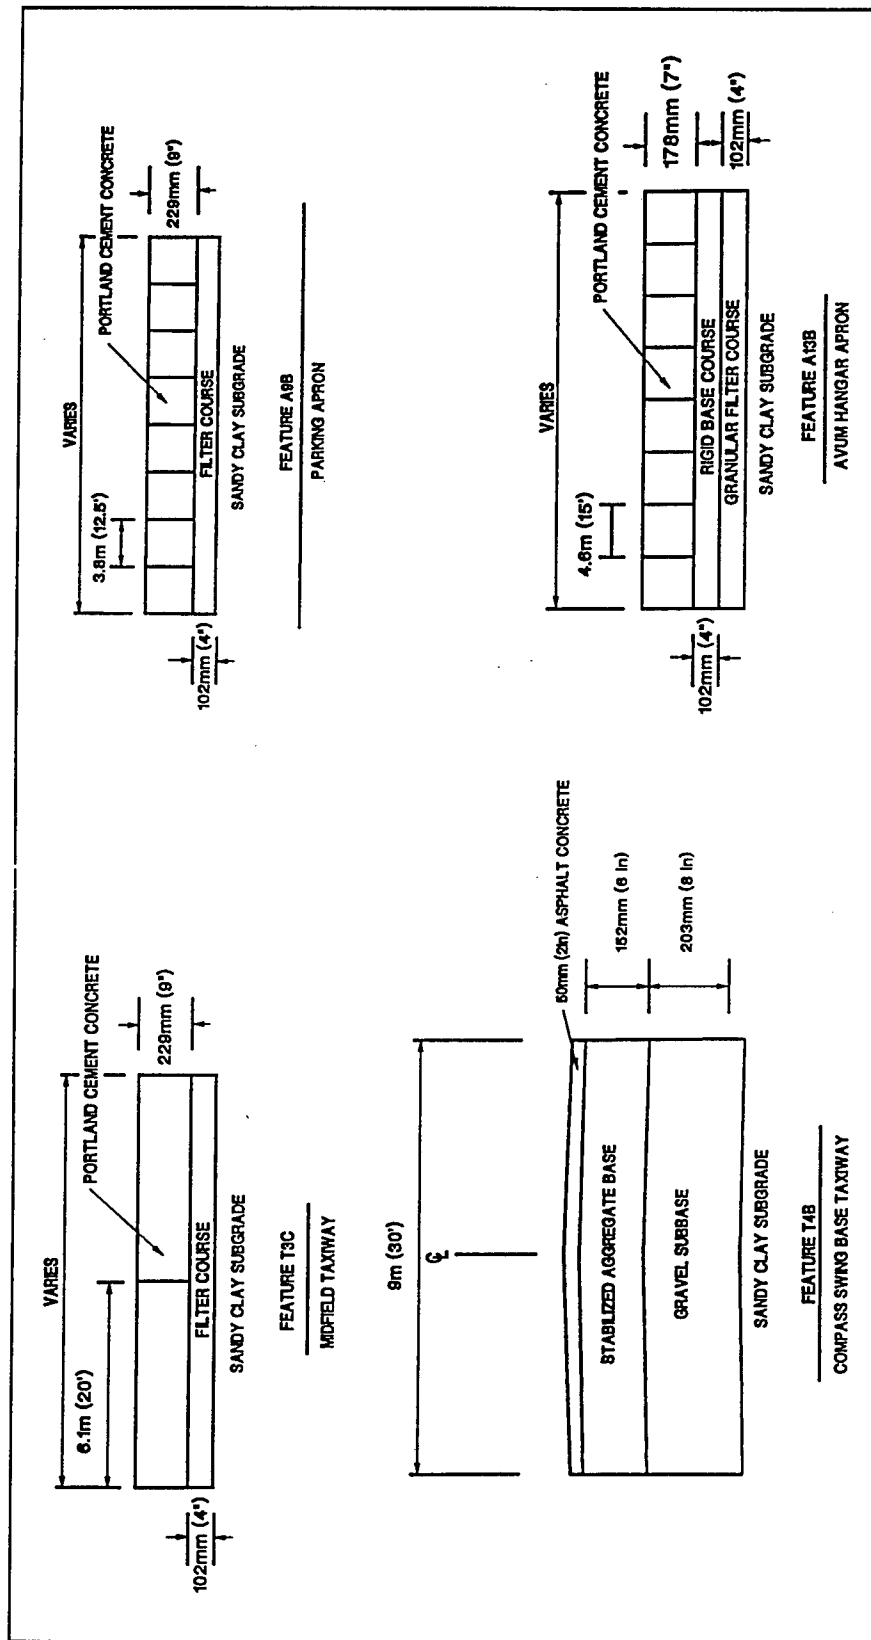 VARIES
6.1m (20')
PORTLAND CEMENT CONCRETE
229mm (9")
FILTER COURSE
102mm (4")
SANDY CLAY SUBGRADE
FEATURE T3C
MIDFIELD TAXIWAY
VARIES
3.8m (12.5')
PORTLAND CEMENT CONCRETE
229mm (9")
FILTER COURSE
102mm (4")
SANDY CLAY SUBGRADE
FEATURE A9B
PARKING APRON
9m (30')
CL
50mm (2in) ASPHALT CONCRETE
STABILIZED AGGREGATE BASE
152mm (6 in)
GRAVEL SUBBASE
203mm (8 in)
SANDY CLAY SUBGRADE
FEATURE T4B
COMPASS SWING BASE TAXIWAY
VARIES
4.6m (15')
PORTLAND CEMENT CONCRETE
178mm (7")
RIGID BASE COURSE
102mm (4")
GRANULAR FILTER COURSE
102mm (4")
SANDY CLAY SUBGRADE
FEATURE A13B
AVUM HANGAR APRON